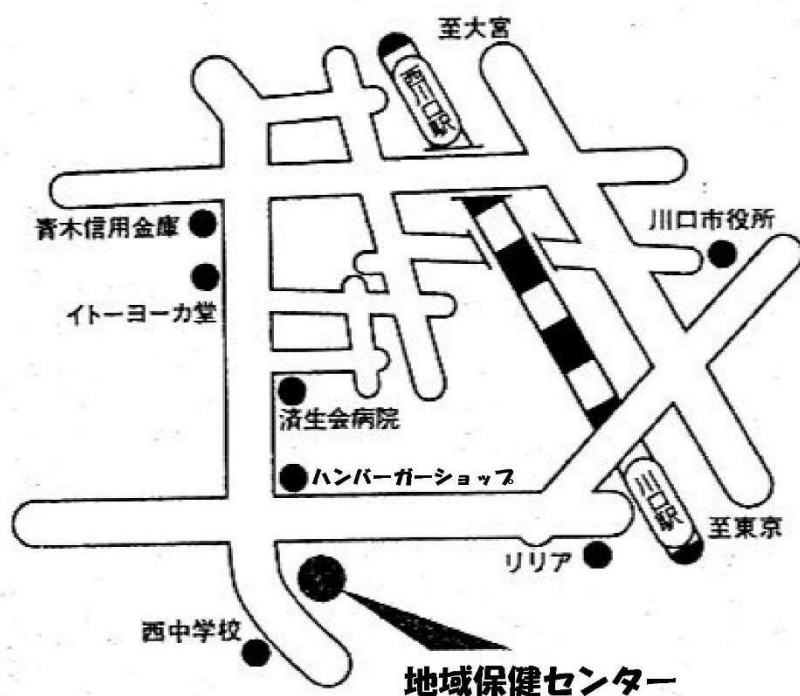 至大宮
西川口駅
青木信用金庫
川口市役所
イトーヨーカ堂
済生会病院
ハンバーガーショップ
川口駅
至東京
リリア
西中学校
地域保健センター